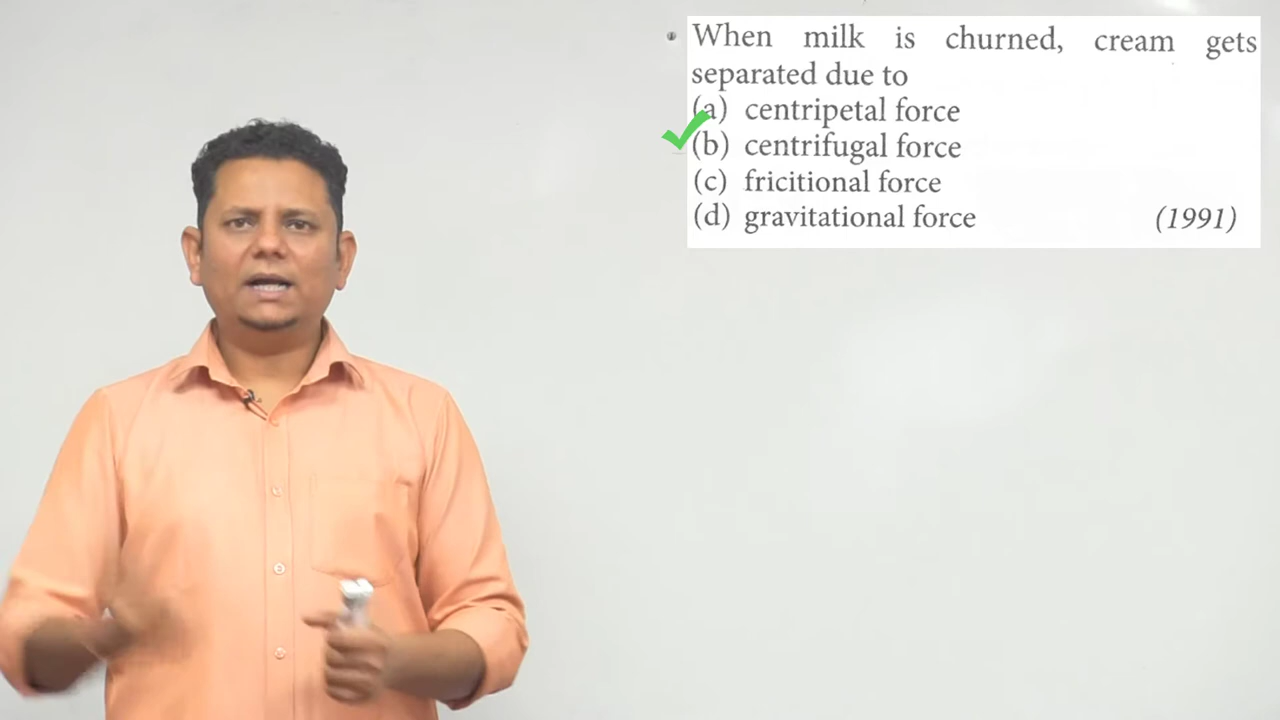 • When milk is churned, cream gets
separated due to
(a) centripetal force
(b) centrifugal force
(c) fricitional force
(d) gravitational force (1991)